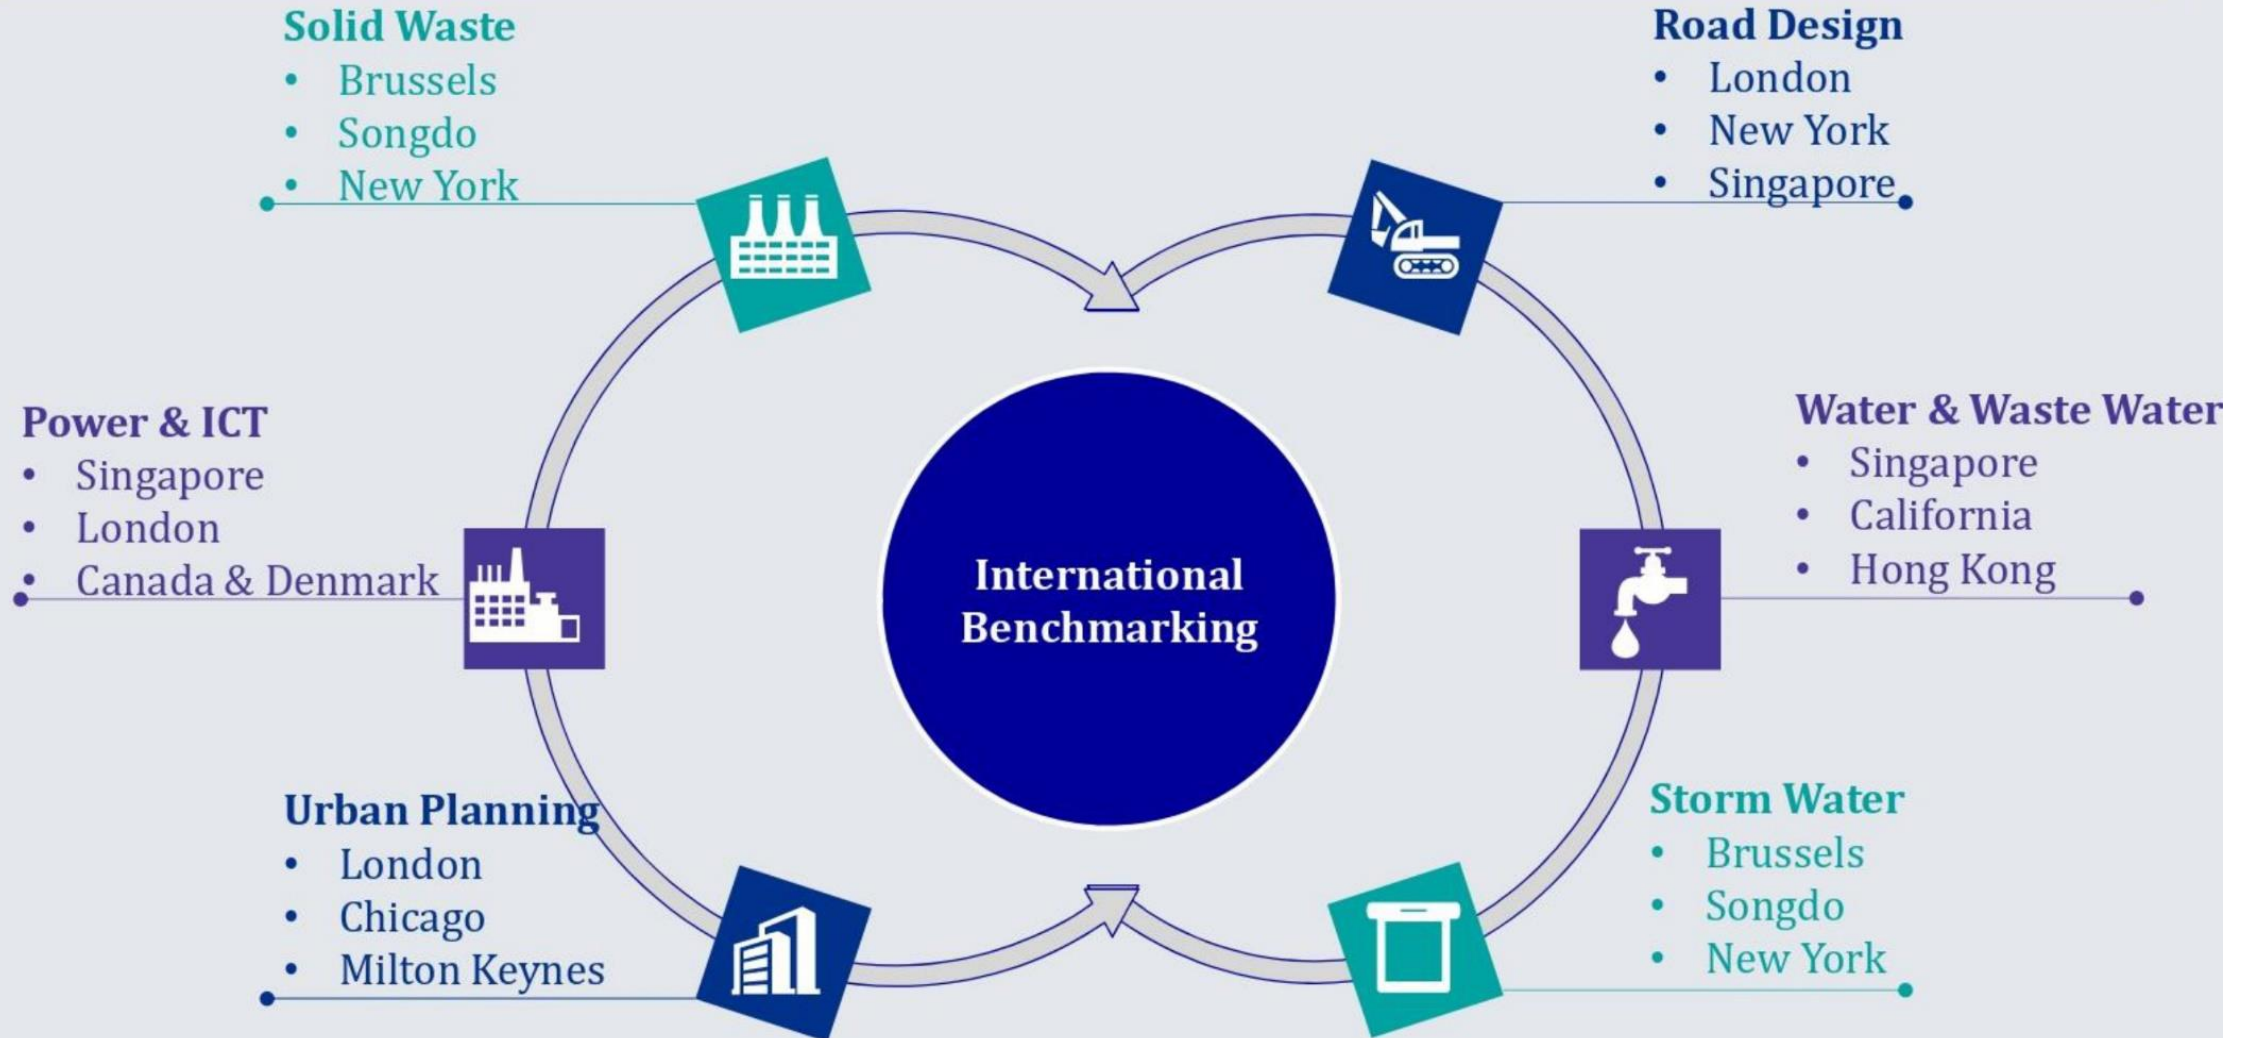 Solid Waste
• Brussels
• Songdo
• New York
Road Design
• London
• New York
• Singapore
Power & ICT
• Singapore
• London
• Canada & Denmark
International
Benchmarking
Water & Waste Water
• Singapore
• California
• Hong Kong
Urban Planning
• London
• Chicago
• Milton Keynes
Storm Water
• Brussels
• Songdo
• New York